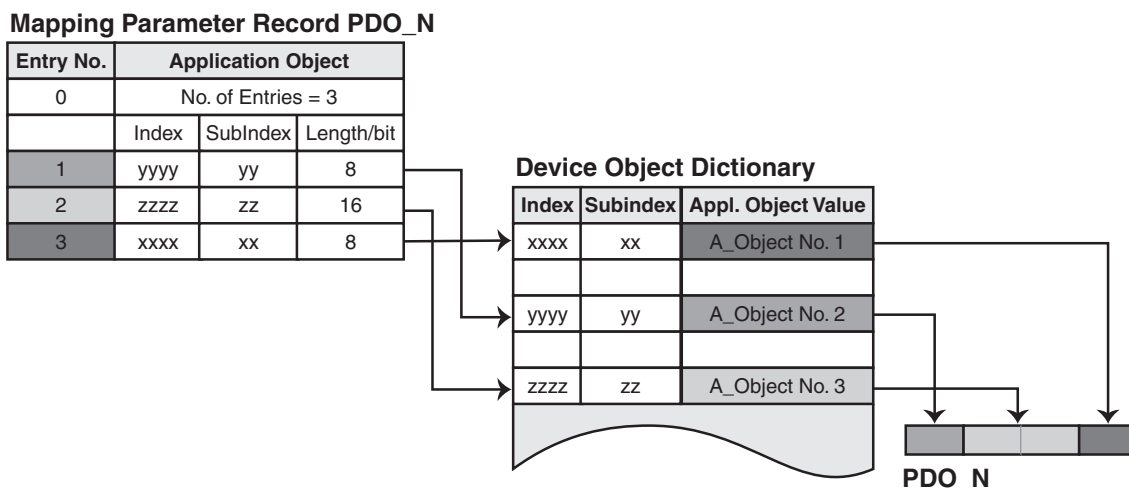 Mapping Parameter Record PDO_N
Entry No. Application Object
0 No. of Entries = 3
Index SubIndex Length/bit
1 yyyy yy 8
2 zzzz zz 16
3 xxxx xx 8
Device Object Dictionary
Index Subindex Appl. Object Value
xxxx xx A_Object No. 1
yyyy yy A_Object No. 2
zzzz zz A_Object No. 3
PDO_N